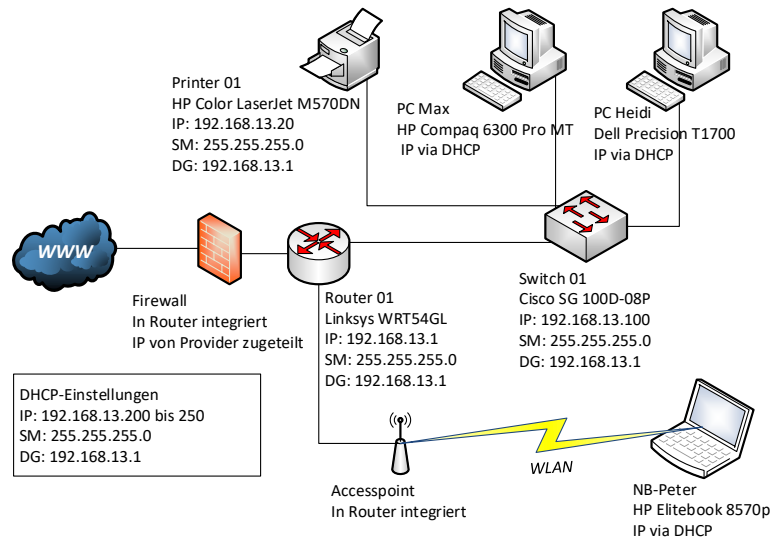 Printer 01
HP Color LaserJet M570DN
IP: 192.168.13.20
SM: 255.255.255.0
DG: 192.168.13.1
PC Max
HP Compaq 6300 Pro MT
IP via DHCP
PC Heidi
Dell Precision T1700
IP via DHCP
WWW
Firewall
In Router integriert
IP von Provider zugeteilt
Router 01
Linksys WRT54GL
IP: 192.168.13.1
SM: 255.255.255.0
DG: 192.168.13.1
Switch 01
Cisco SG 100D-08P
IP: 192.168.13.100
SM: 255.255.255.0
DG: 192.168.13.1
DHCP-Einstellungen
IP: 192.168.13.200 bis 250
SM: 255.255.255.0
DG: 192.168.13.1
WLAN
Accesspoint
In Router integriert
NB-Peter
HP Elitebook 8570p
IP via DHCP